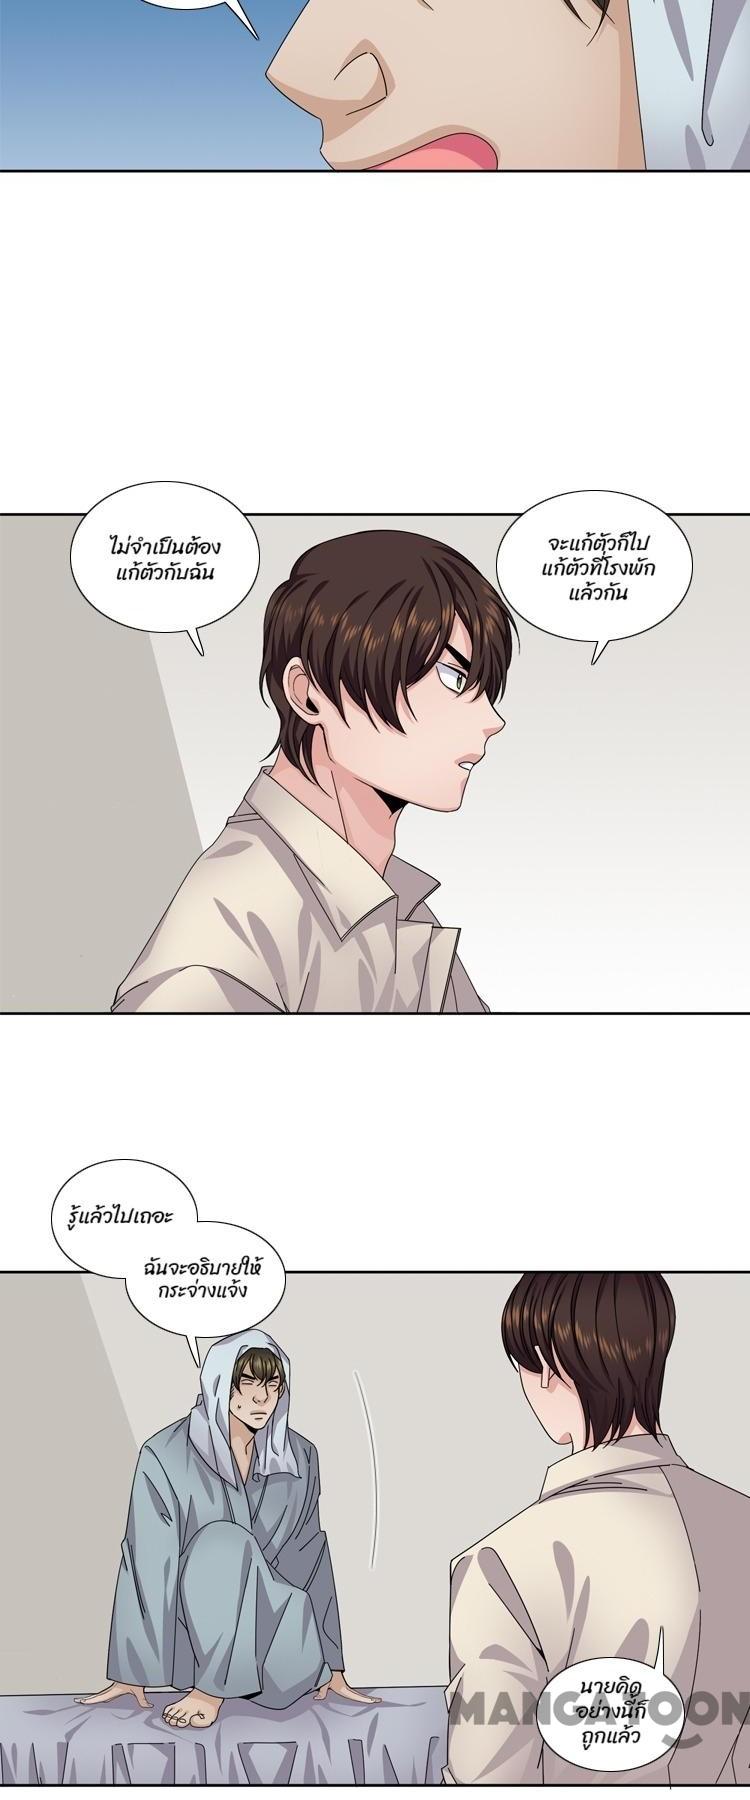 ไม่จำเป็นต้อง
แก้ตัวกับฉัน
จะแก้ตัวก็ไป
แก้ตัวที่โรงพัก
แล้วกัน
รู้แล้วไปเถอะ
ฉันจะอธิบายให้
กระจ่างแจ้ง
นายคิด
อย่างนี้ก็
ถูกแล้ว
MANGATOON